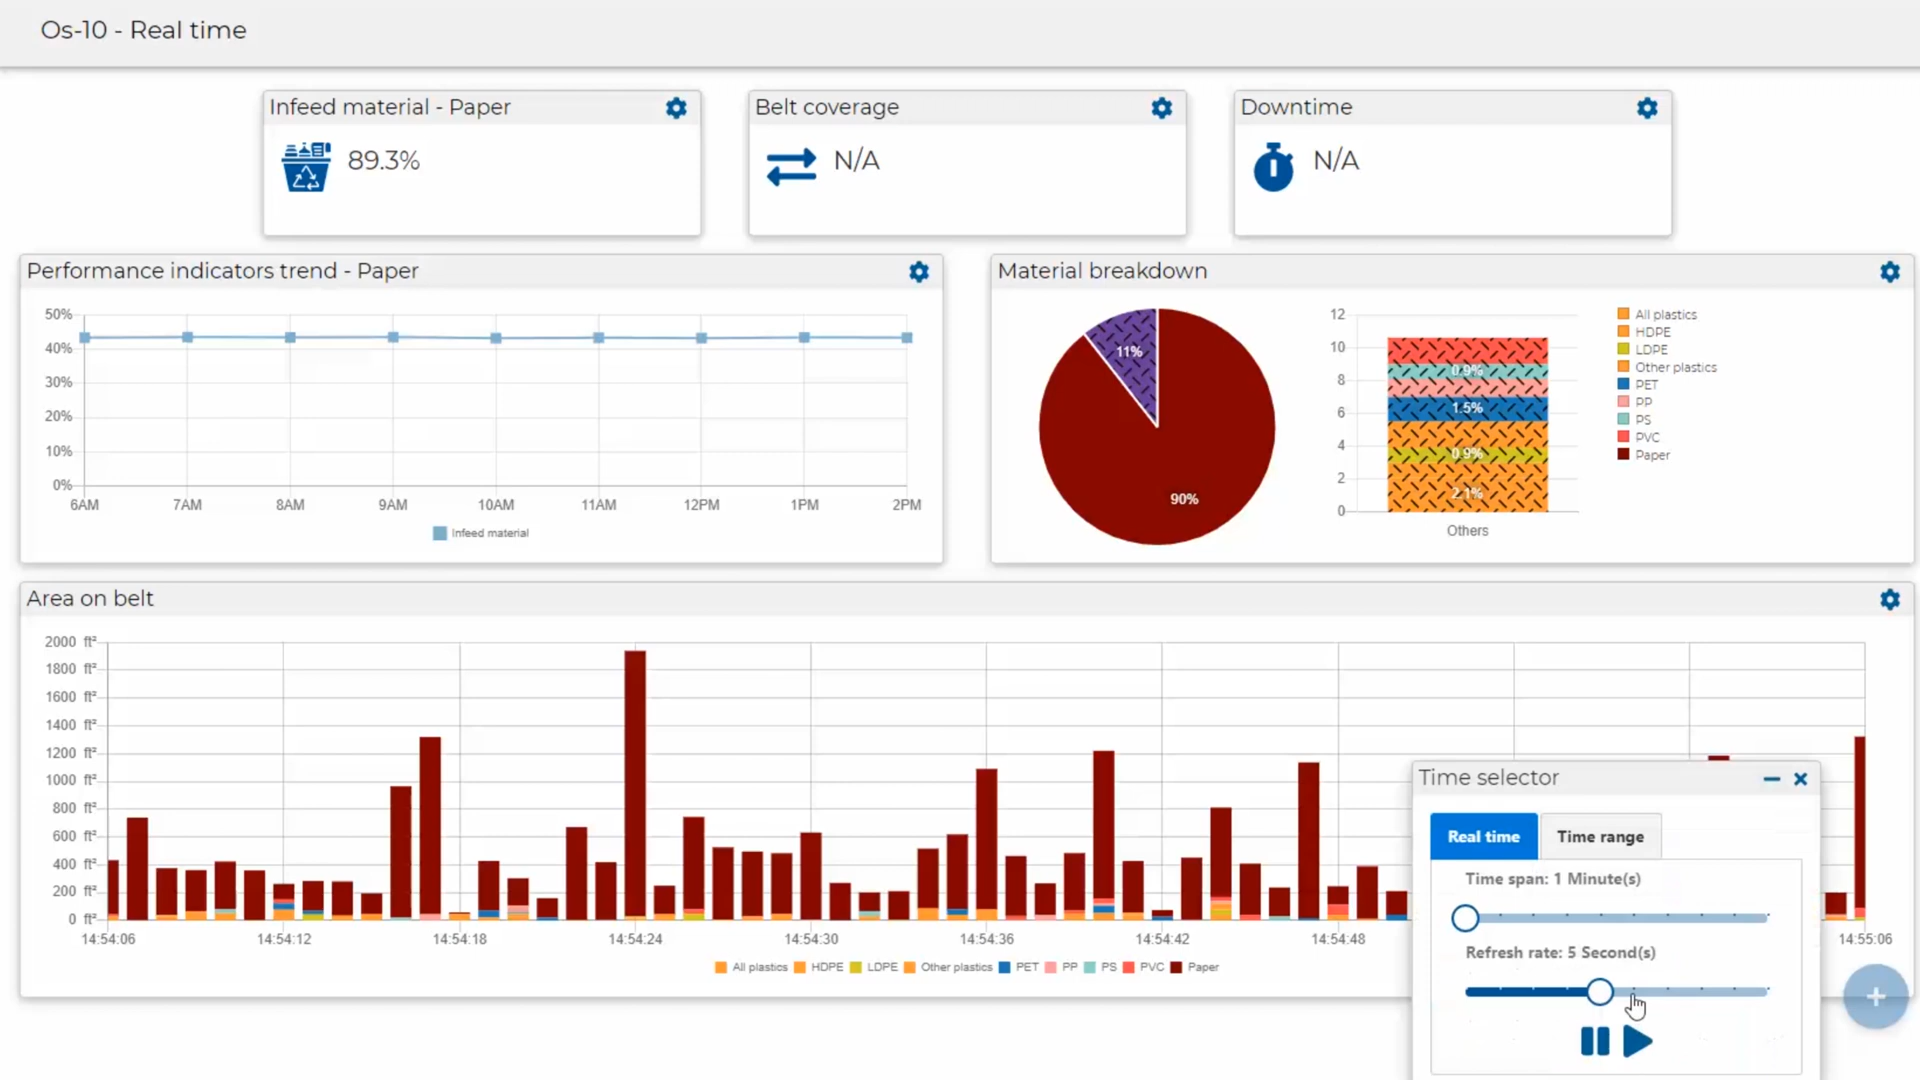 Os-10 - Real time
Infeed material - Paper
89.3%
Belt coverage
N/A
Downtime
N/A
Performance indicators trend - Paper
50%
40%
30%
20%
10%
0%
6AM 7AM 8AM 9AM 10AM 11AM 12PM 1PM 2PM
Infeed material
Material breakdown
11%
90%
12
10
8
6
4
2
0
0.9%
1.5%
0.9%
2.1%
Others
All plastics
HDPE
LDPE
Other plastics
PET
PP
PS
PVC
Paper
Area on belt
2000 ft²
1800 ft²
1600 ft²
1400 ft²
1200 ft²
1000 ft²
800 ft²
600 ft²
400 ft²
200 ft²
0 ft²
14:54:06 14:54:12 14:54:18 14:54:24 14:54:30 14:54:36 14:54:42 14:54:48 14:55:06
All plastics HDPE LDPE Other plastics PET PP PS PVC Paper
Time selector
Real time Time range
Time span: 1 Minute(s)
Refresh rate: 5 Second(s)